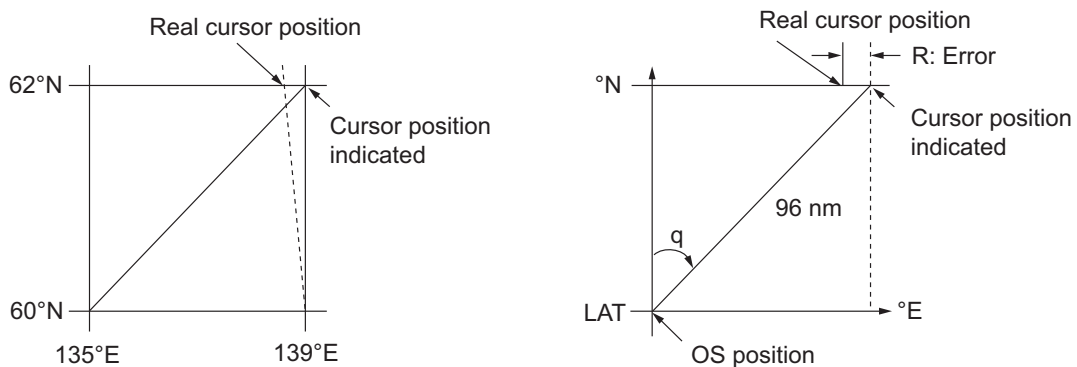 Real cursor position
62°N
Cursor position
indicated
60°N
135°E
139°E
Real cursor position
R: Error
°N
Cursor position
indicated
96 nm
q
LAT
°E
OS position